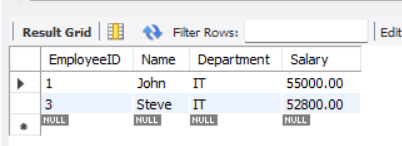 Result Grid Filter Rows: Edit
EmployeeID Name Department Salary
1 John IT 55000.00
3 Steve IT 52800.00
NULL NULL NULL NULL